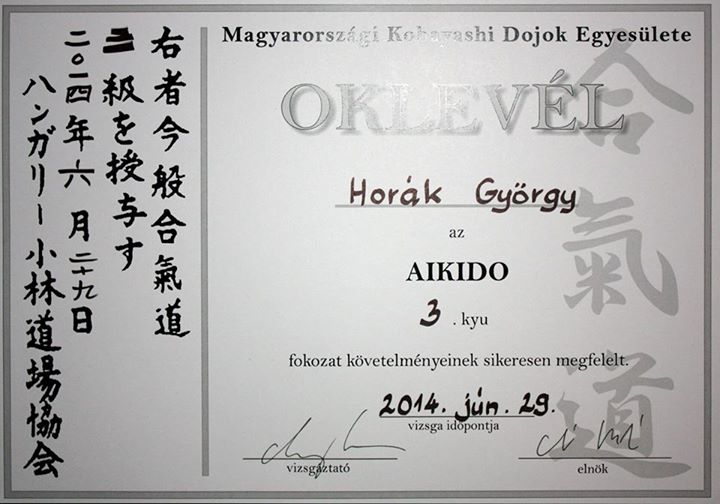 右者今般合氣道
三級を授与す
二〇一四年六月二十九日
ハンガリー小林道場協会
Magyarországi Kobayashi Dojok Egyesülete
OKLEVÉL
Horák György
az
AIKIDO
3 . kyu
fokozat követelményeinek sikeresen megfelelt.
2014. jún. 29.
vizsga időpontja
vizsgáztató
elnök
合氣道